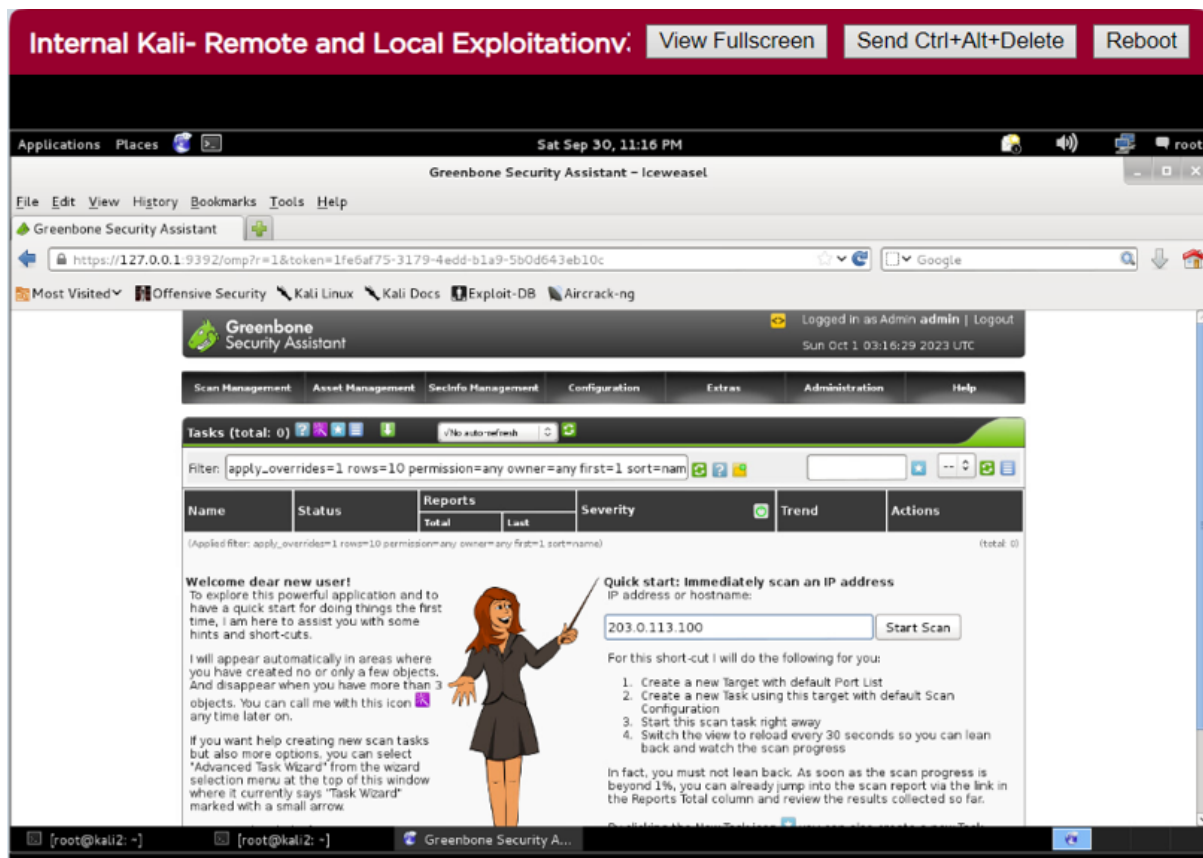 Internal Kali- Remote and Local Exploitationv
View Fullscreen
Send Ctrl+Alt+Delete
Reboot
Applications Places
Sat Sep 30, 11:16 PM
root
Greenbone Security Assistant – Iceweasel
File Edit View History Bookmarks Tools Help
Greenbone Security Assistant
https://127.0.0.1:9392/omp?r=1&token=1fe6af75-3179-4edd-b1a9-5b0d643eb10c
Google
Most Visited Offensive Security Kali Linux Kali Docs Exploit-DB Aircrack-ng
Greenbone
Security Assistant
Logged in as Admin admin | Logout
Sun Oct 1 03:16:29 2023 UTC
Scan Management Asset Management SecInfo Management Configuration Extras Administration Help
Tasks (total: 0)
√No auto-refresh
Filter: apply_overrides=1 rows=10 permission=any owner=any first=1 sort=nam
--
Name Status Reports Severity Trend Actions
Total Last
(Applied filter: apply_overrides=1 rows=10 permission=any owner=any first=1 sort=name)
(total: 0)
Welcome dear new user!
To explore this powerful application and to
have a quick start for doing things the first
time, I am here to assist you with some
hints and short-cuts.
I will appear automatically in areas where
you have created no or only a few objects.
And disappear when you have more than 3
objects. You can call me with this icon
any time later on.
If you want help creating new scan tasks
but also more options, you can select
"Advanced Task Wizard" from the wizard
selection menu at the top of this window
where it currently says "Task Wizard"
marked with a small arrow.
Quick start: Immediately scan an IP address
IP address or hostname:
203.0.113.100
Start Scan
For this short-cut I will do the following for you:
1. Create a new Target with default Port List
2. Create a new Task using this target with default Scan
Configuration
3. Start this scan task right away
4. Switch the view to reload every 30 seconds so you can lean
back and watch the scan progress
In fact, you must not lean back. As soon as the scan progress is
beyond 1%, you can already jump into the scan report via the link in
the Reports Total column and review the results collected so far.
[root@kali2: ~]
[root@kali2: ~]
Greenbone Security A...